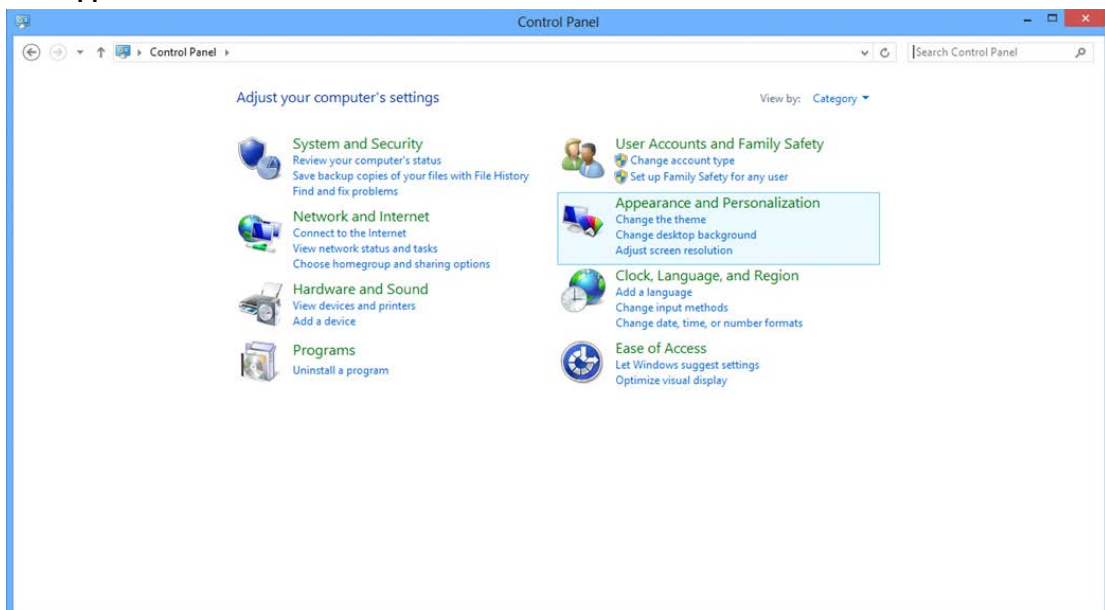 Control Panel
Control Panel
Search Control Panel
Adjust your computer's settings
View by: Category
System and Security
Review your computer's status
Save backup copies of your files with File History
Find and fix problems
Network and Internet
Connect to the Internet
View network status and tasks
Choose homegroup and sharing options
Hardware and Sound
View devices and printers
Add a device
Programs
Uninstall a program
User Accounts and Family Safety
Change account type
Set up Family Safety for any user
Appearance and Personalization
Change the theme
Change desktop background
Adjust screen resolution
Clock, Language, and Region
Add a language
Change input methods
Change date, time, or number formats
Ease of Access
Let Windows suggest settings
Optimize visual display